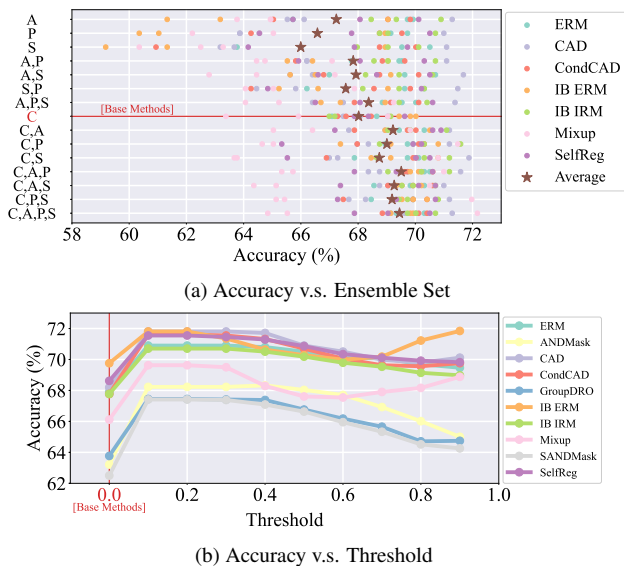 A
P
S
A,P
A,S
S,P
A,P,S
C
C,A
C,P
C,S
C,A,P
C,A,S
C,P,S
C,A,P,S
[Base Methods]
58 60 62 64 66 68 70 72
Accuracy (%)
ERM
CAD
CondCAD
IB ERM
IB IRM
Mixup
SelfReg
Average
(a) Accuracy v.s. Ensemble Set
Accuracy (%)
72
70
68
66
64
62
0.0 0.2 0.4 0.6 0.8 1.0
[Base Methods]
Threshold
ERM
ANDMask
CAD
CondCAD
GroupDRO
IB ERM
IB IRM
Mixup
SANDMask
SelfReg
(b) Accuracy v.s. Threshold